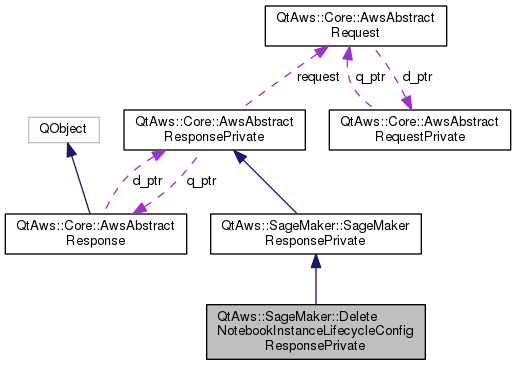 QtAws::Core::AwsAbstract
Request
request
q_ptr
d_ptr
QObject
QtAws::Core::AwsAbstract
ResponsePrivate
QtAws::Core::AwsAbstract
RequestPrivate
d_ptr
q_ptr
QtAws::Core::AwsAbstract
Response
QtAws::SageMaker::SageMaker
ResponsePrivate
QtAws::SageMaker::Delete
NotebookInstanceLifecycleConfig
ResponsePrivate